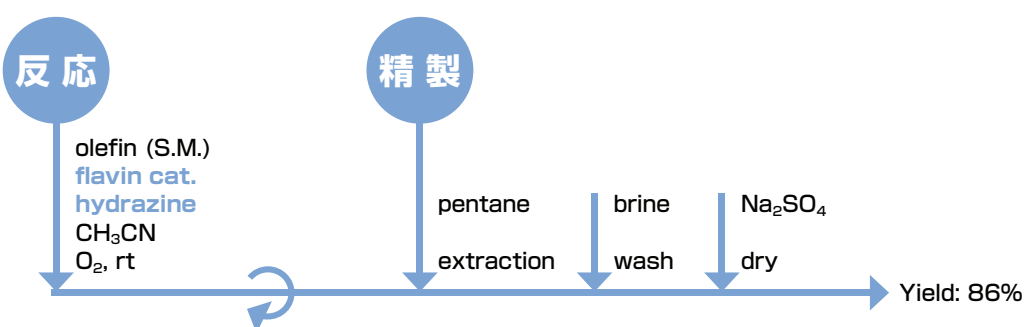 反応
精製
olefin (S.M.)
flavin cat.
hydrazine
CH₃CN
O₂, rt
pentane
extraction
brine
wash
Na₂SO₄
dry
Yield: 86%